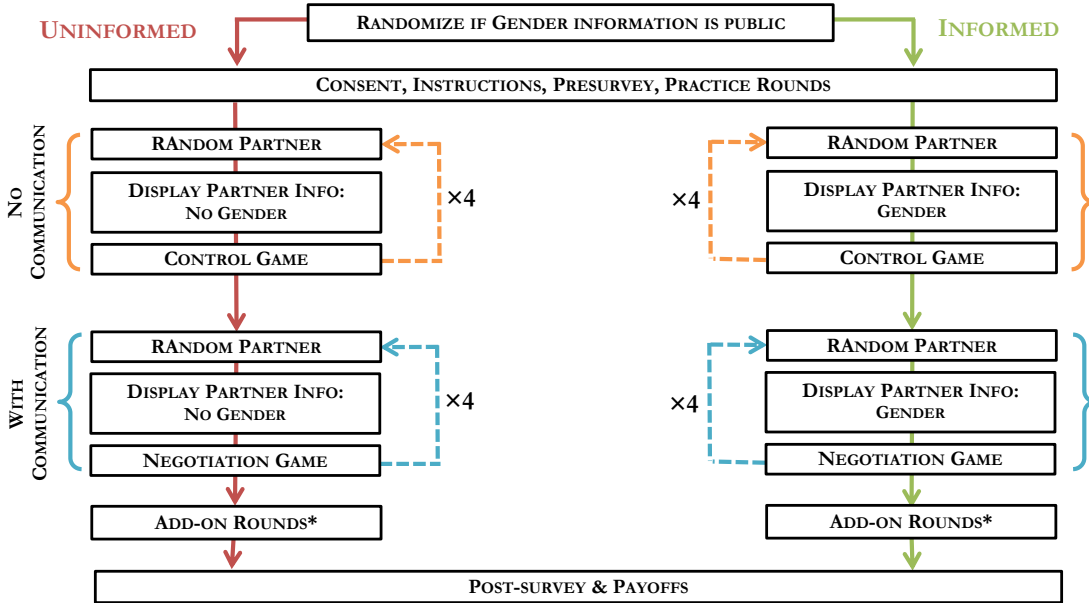 UNINFORMED
RANDOMIZE IF GENDER INFORMATION IS PUBLIC
INFORMED
CONSENT, INSTRUCTIONS, PRESURVEY, PRACTICE ROUNDS
NO
COMMUNICATION
RANDOM PARTNER
DISPLAY PARTNER INFO:
NO GENDER
CONTROL GAME
×4
×4
RANDOM PARTNER
DISPLAY PARTNER INFO:
GENDER
CONTROL GAME
WITH
COMMUNICATION
RANDOM PARTNER
DISPLAY PARTNER INFO:
NO GENDER
NEGOTIATION GAME
×4
×4
RANDOM PARTNER
DISPLAY PARTNER INFO:
GENDER
NEGOTIATION GAME
ADD-ON ROUNDS*
ADD-ON ROUNDS*
POST-SURVEY & PAYOFFS